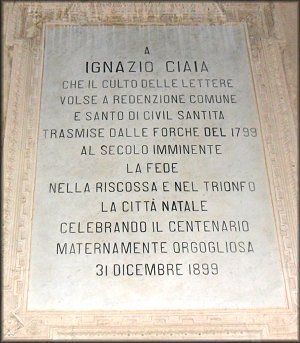 A
IGNAZIO CIAIA
CHE IL CULTO DELLE LETTERE
VOLSE A REDENZIONE COMUNE
E SANTO DI CIVIL SANTITA
TRASMISE DALLE FORCHE DEL 1799
AL SECOLO IMMINENTE
LA FEDE
NELLA RISCOSSA E NEL TRIONFO
LA CITTÀ NATALE
CELEBRANDO IL CENTENARIO
MATERNAMENTE ORGOGLIOSA
31 DICEMBRE 1899